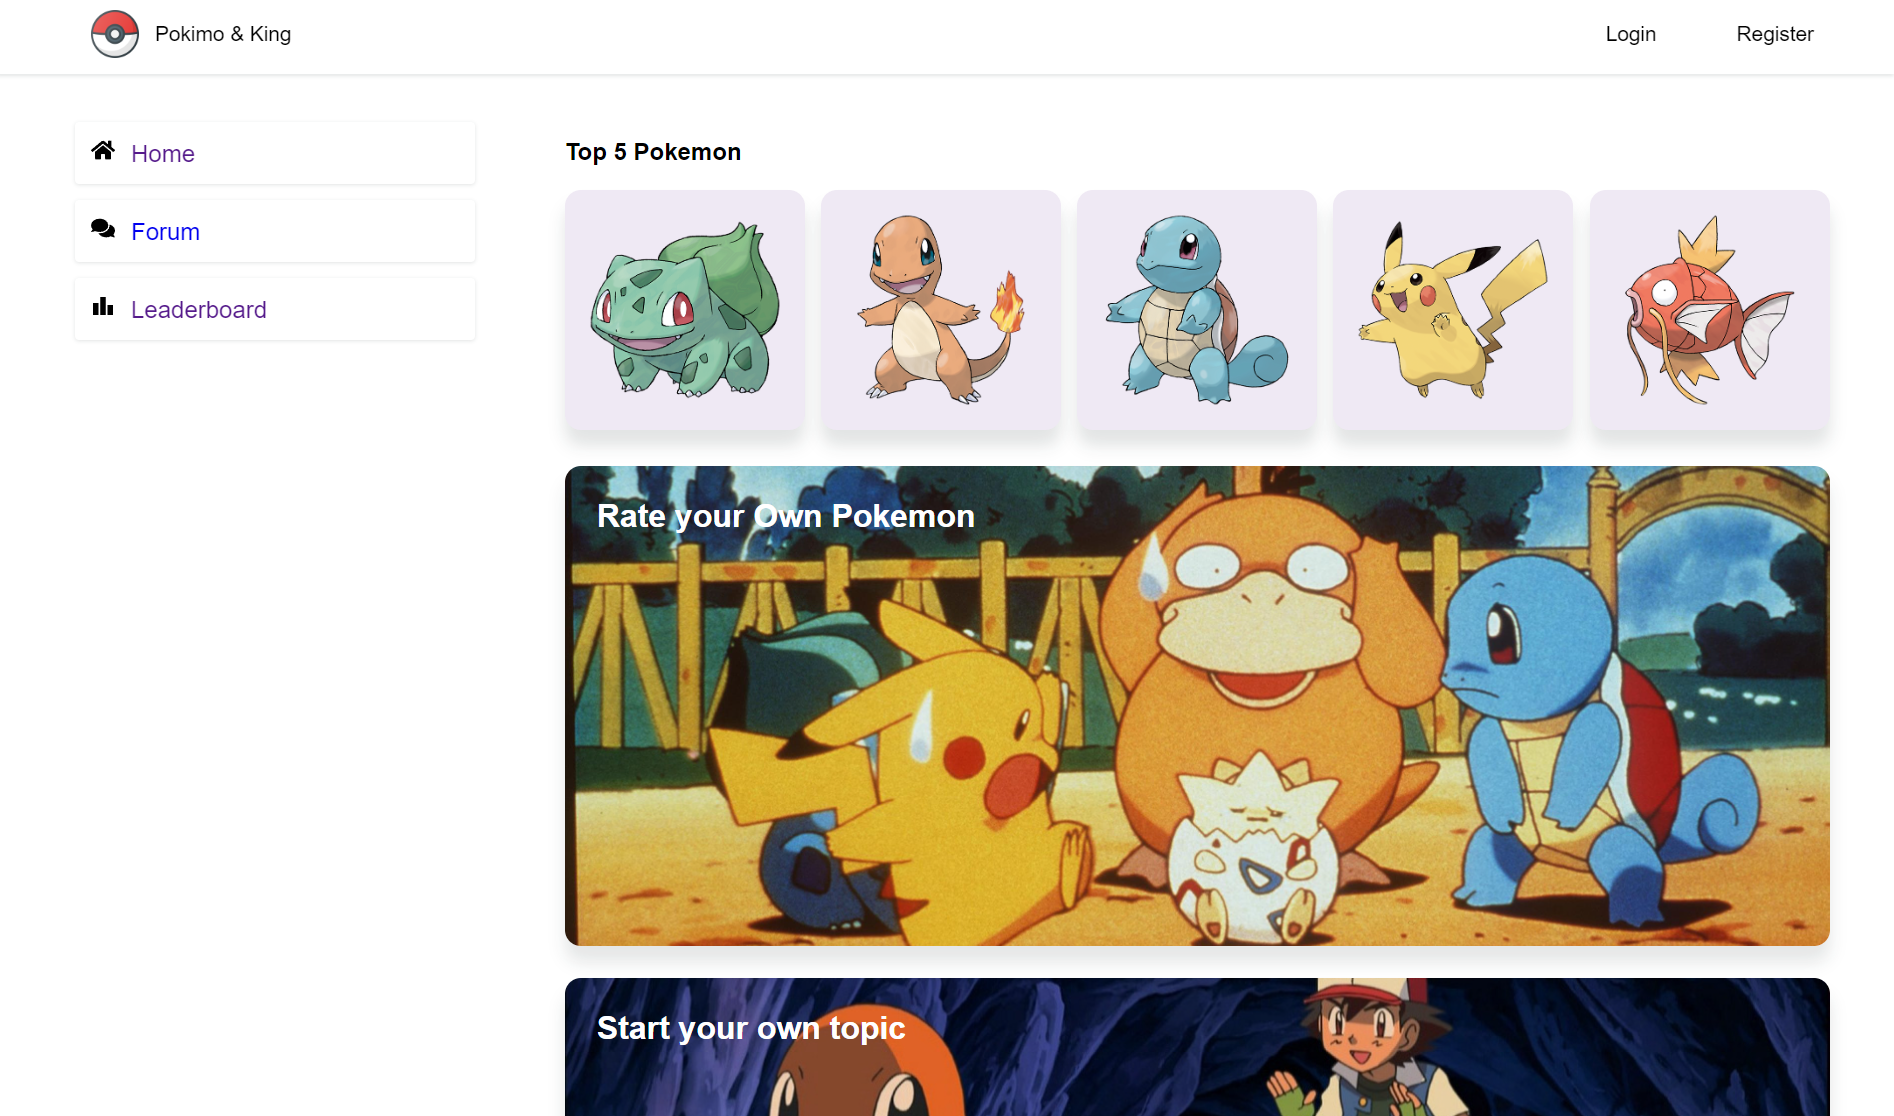 Pokimo & King
Login
Register
Home
Forum
Leaderboard
Top 5 Pokemon
Rate your Own Pokemon
Start your own topic